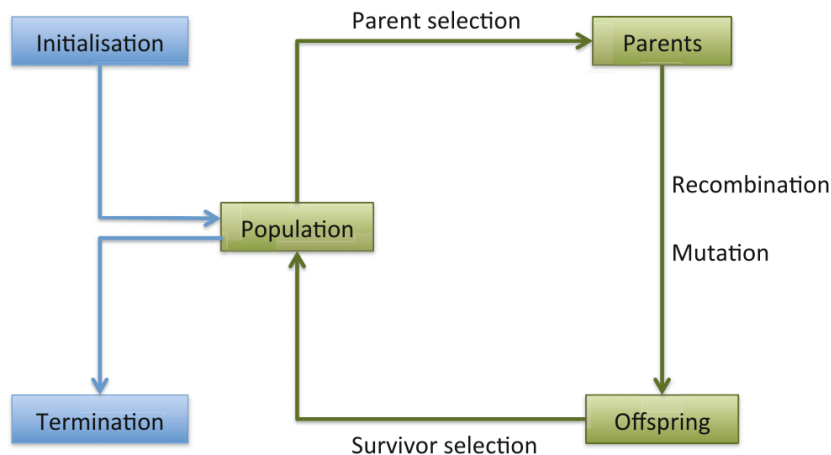 Parent selection
Initialisation
Parents
Recombination
Population
Mutation
Termination
Offspring
Survivor selection